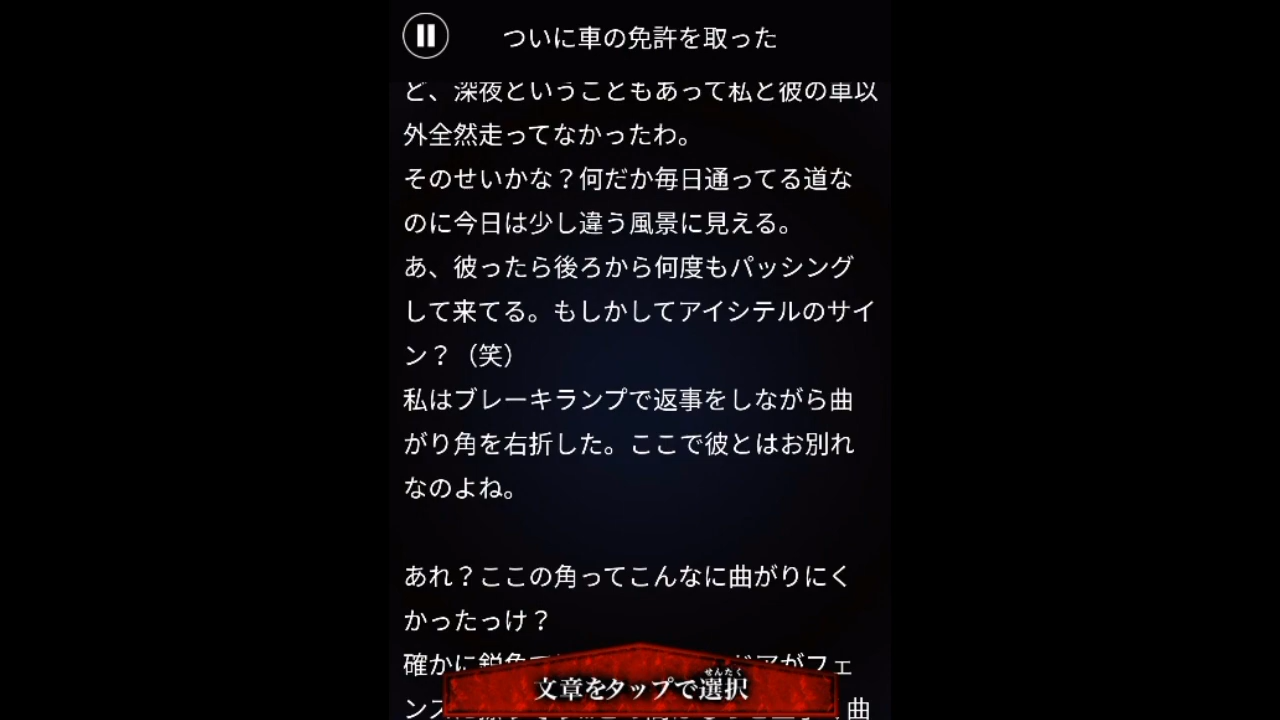 ついに車の免許を取った
ど、深夜ということもあって私と彼の車以
外全然走ってなかったわ。
そのせいかな？何だか毎日通ってる道な
のに今日は少し違う風景に見える。
あ、彼ったら後ろから何度もパッシング
して来てる。もしかしてアイシテルのサイ
ン？（笑）
私はブレーキランプで返事をしながら曲
がり角を右折した。ここで彼とはお別れ
なのよね。
あれ？ここの角ってこんなに曲がりにく
かったっけ？
確かに鋭角で
ドアがフェ
せんたく
文章をタップで選択
曲